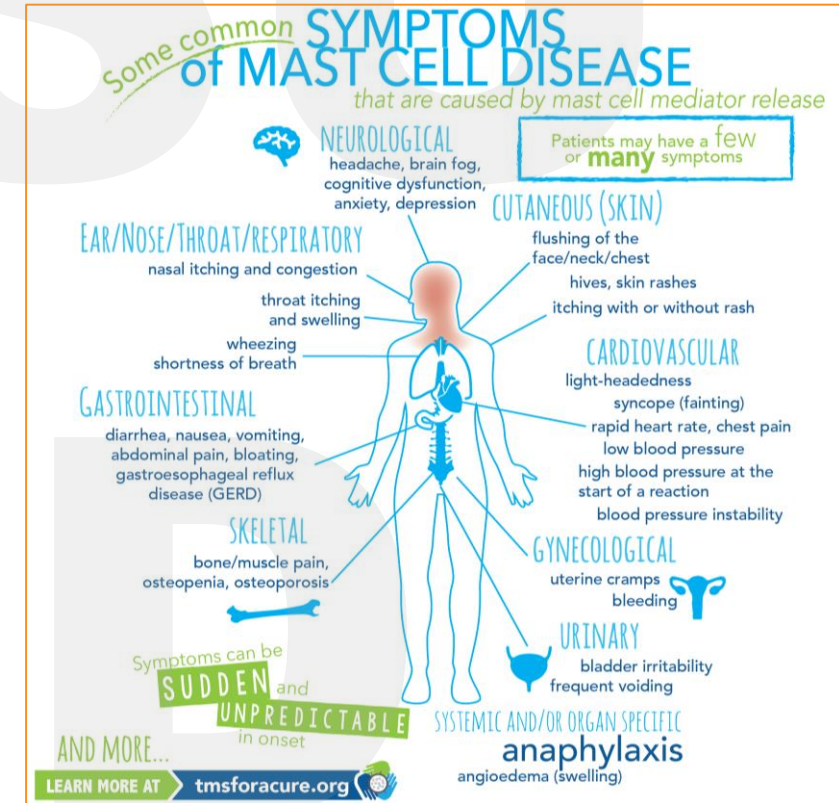 Some common SYMPTOMS
of MAST CELL DISEASE
that are caused by mast cell mediator release
Patients may have a few
or many symptoms
NEUROLOGICAL
headache, brain fog,
cognitive dysfunction,
anxiety, depression
CUTANEOUS (SKIN)
flushing of the
face/neck/chest
hives, skin rashes
itching with or without rash
EAR/NOSE/THROAT/RESPIRATORY
nasal itching and congestion
throat itching
and swelling
wheezing
shortness of breath
CARDIOVASCULAR
light-headedness
syncope (fainting)
rapid heart rate, chest pain
low blood pressure
high blood pressure at the
start of a reaction
blood pressure instability
GASTROINTESTINAL
diarrhea, nausea, vomiting,
abdominal pain, bloating,
gastroesophageal reflux
disease (GERD)
SKELETAL
bone/muscle pain,
osteopenia, osteoporosis
GYNECOLOGICAL
uterine cramps
bleeding
URINARY
bladder irritability
frequent voiding
Symptoms can be
SUDDEN and
UNPREDICTABLE
in onset
SYSTEMIC AND/OR ORGAN SPECIFIC
anaphylaxis
angioedema (swelling)
AND MORE...
LEARN MORE AT tmsforacure.org